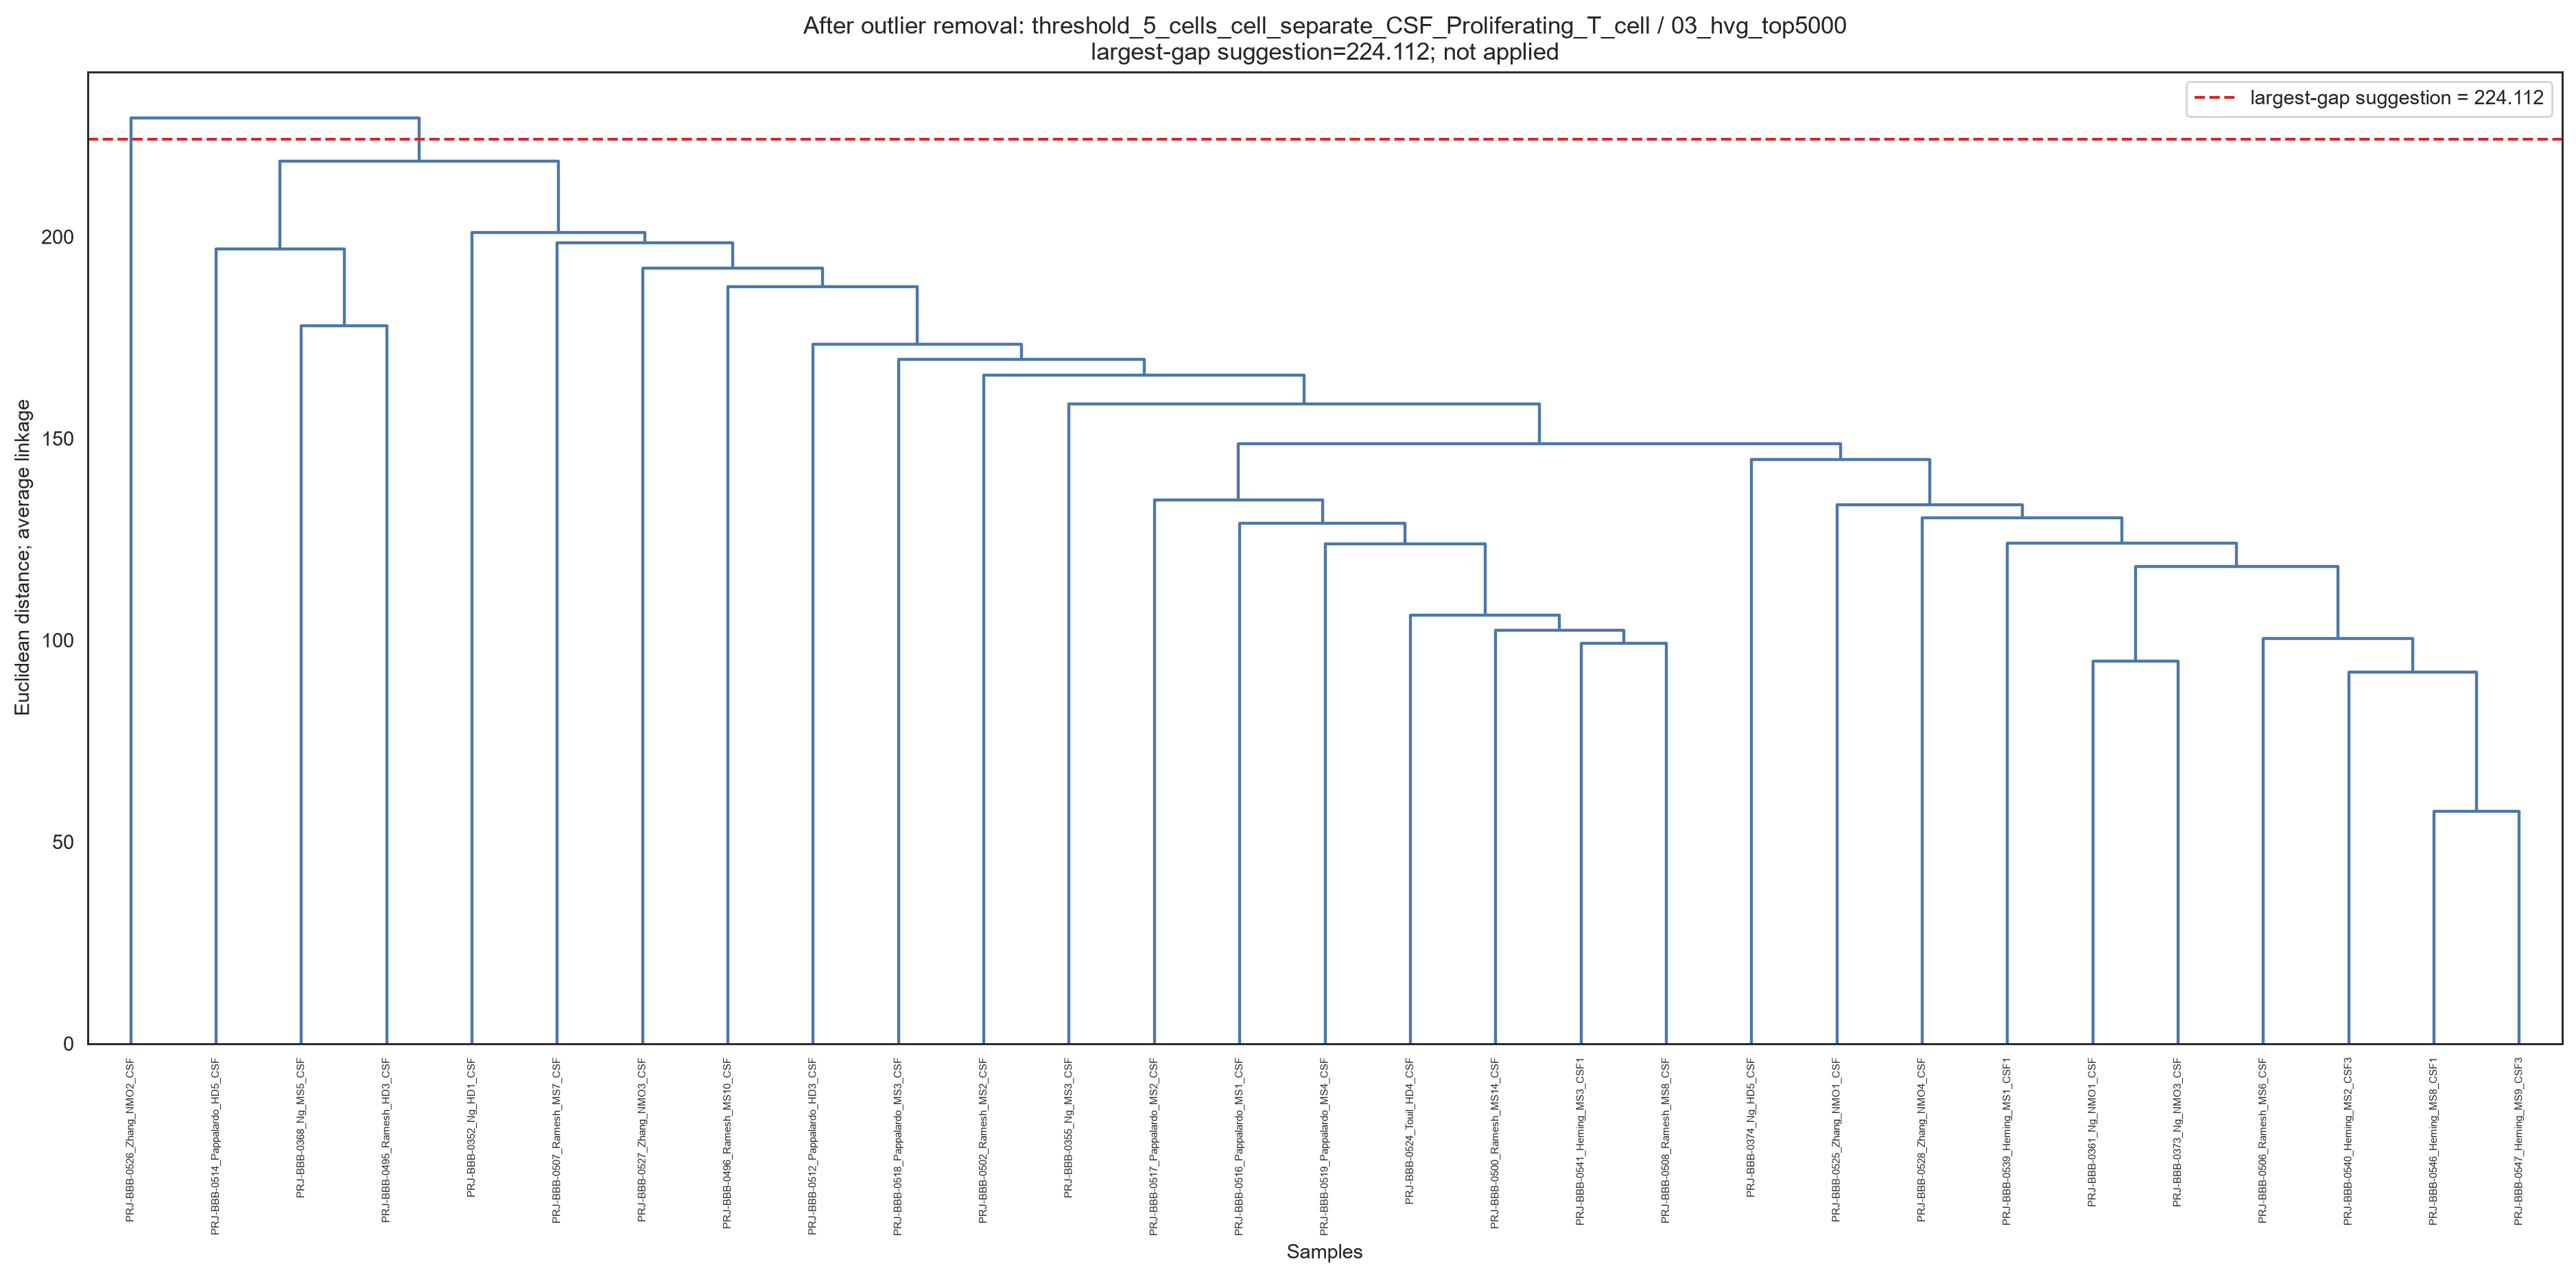 After outlier removal: threshold_5_cells_cell_separate_CSF_Proliferating_T_cell / 03_hvg_top5000
largest-gap suggestion=224.112; not applied
largest-gap suggestion = 224.112
Euclidean distance; average linkage
200
150
100
50
0
PRJ-BBB-0526_Zhang_NMO2_CSF
PRJ-BBB-0514_Pappalardo_HD5_CSF
PRJ-BBB-0368_Ng_MS5_CSF
PRJ-BBB-0495_Ramesh_HD3_CSF
PRJ-BBB-0352_Ng_HD1_CSF
PRJ-BBB-0507_Ramesh_MS7_CSF
PRJ-BBB-0527_Zhang_NMO3_CSF
PRJ-BBB-0496_Ramesh_MS10_CSF
PRJ-BBB-0512_Pappalardo_HD3_CSF
PRJ-BBB-0518_Pappalardo_MS3_CSF
PRJ-BBB-0502_Ramesh_MS2_CSF
PRJ-BBB-0355_Ng_MS3_CSF
PRJ-BBB-0517_Pappalardo_MS2_CSF
PRJ-BBB-0516_Pappalardo_MS1_CSF
PRJ-BBB-0519_Pappalardo_MS4_CSF
PRJ-BBB-0524_Touil_HD4_CSF
PRJ-BBB-0500_Ramesh_MS14_CSF
PRJ-BBB-0541_Heming_MS3_CSF1
PRJ-BBB-0508_Ramesh_MS8_CSF
PRJ-BBB-0374_Ng_HD5_CSF
PRJ-BBB-0525_Zhang_NMO1_CSF
PRJ-BBB-0528_Zhang_NMO4_CSF
PRJ-BBB-0539_Heming_MS1_CSF1
PRJ-BBB-0361_Ng_NMO1_CSF
PRJ-BBB-0373_Ng_NMO3_CSF
PRJ-BBB-0506_Ramesh_MS6_CSF
PRJ-BBB-0540_Heming_MS2_CSF3
PRJ-BBB-0546_Heming_MS8_CSF1
PRJ-BBB-0547_Heming_MS9_CSF3
Samples